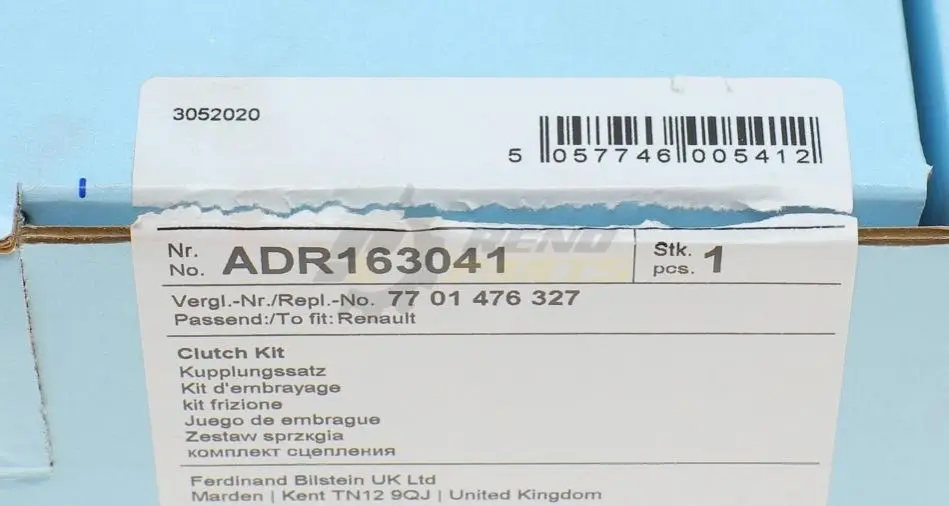 3052020
5 057746 005412
Nr.
No. ADR163041
Stk.
pcs. 1
Vergl.-Nr./Repl.-No. 77 01 476 327
Passend:/To fit: Renault
Clutch Kit
Kupplungssatz
Kit d'embrayage
kit frizione
Juego de embrague
Zestaw sprzкgia
комплект сцепления
Ferdinand Bilstein UK Ltd
Marden | Kent TN12 9QJ | United Kingdom